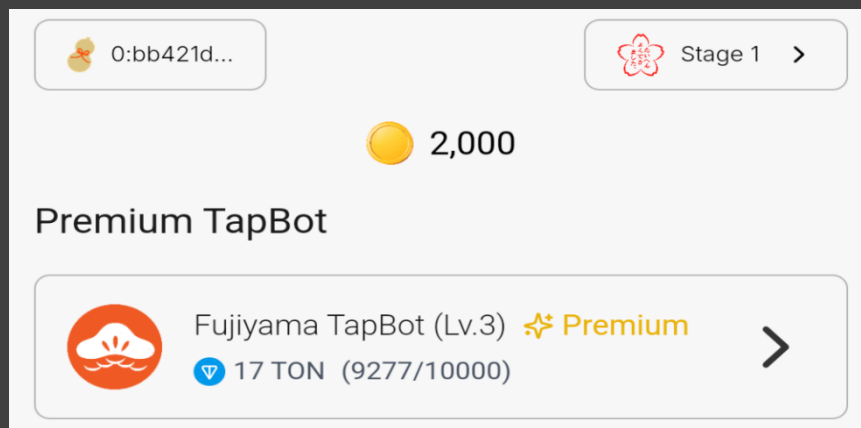 0:bb421d...
Stage 1
2,000
Premium TapBot
Fujiyama TapBot (Lv.3) Premium
17 TON (9277/10000)